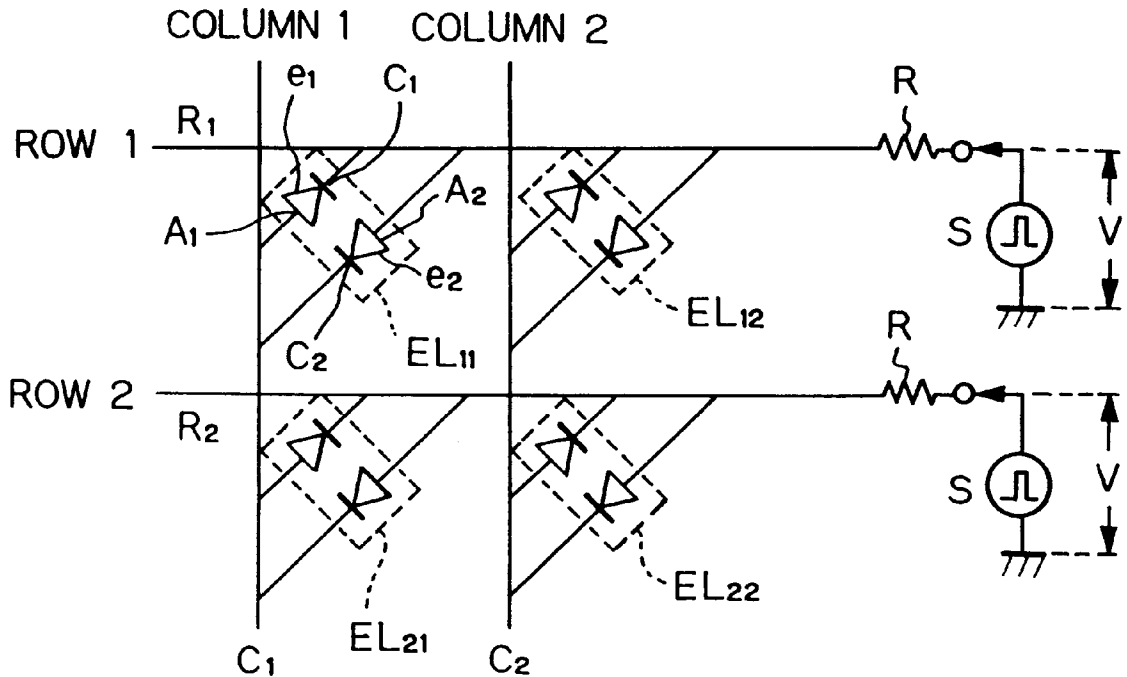 COLUMN 1 COLUMN 2
e1 C1 R
R1
ROW 1
A2
A1 S V
e2
EL12
C2 EL11 R
ROW 2
R2
S V
EL22
EL21
C1 C2